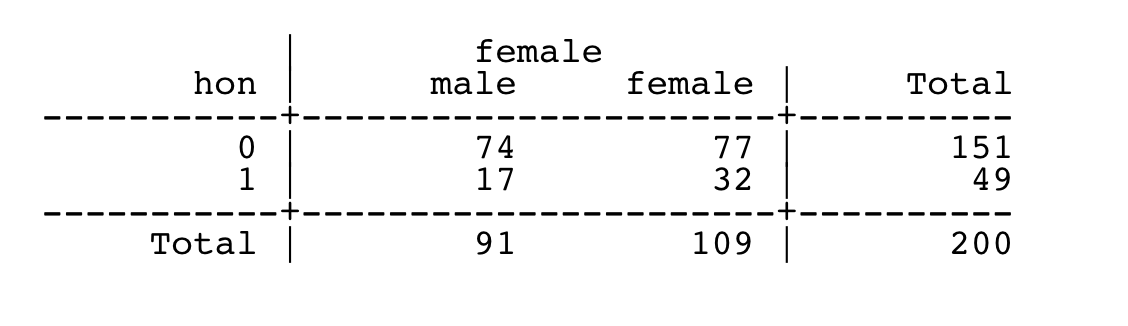 female
hon | male female | Total
-----------+----------------------+----------
0 | 74 77 | 151
1 | 17 32 | 49
-----------+----------------------+----------
Total | 91 109 | 200